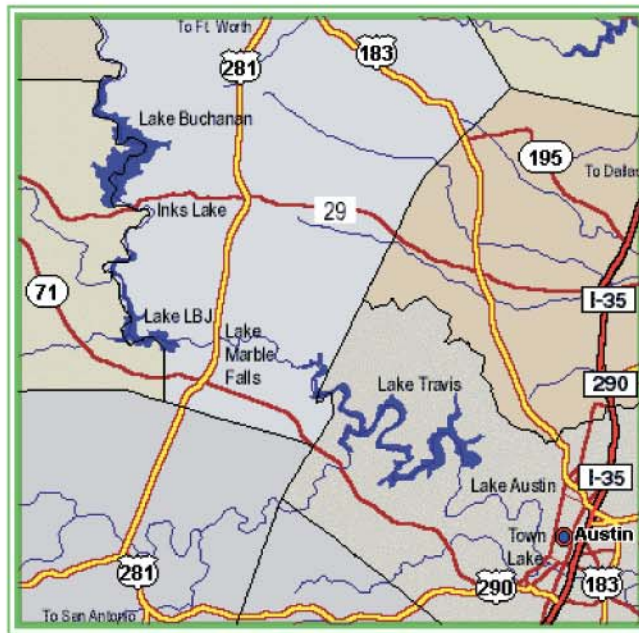 To Ft. Worth
281
183
Lake Buchanan
195
To Dallas
Inks Lake
29
71
I-35
Lake LBJ
Lake
Marble
Falls
Lake Travis
290
Lake Austin
I-35
Town
Lake
Austin
281
290
183
To San Antonio